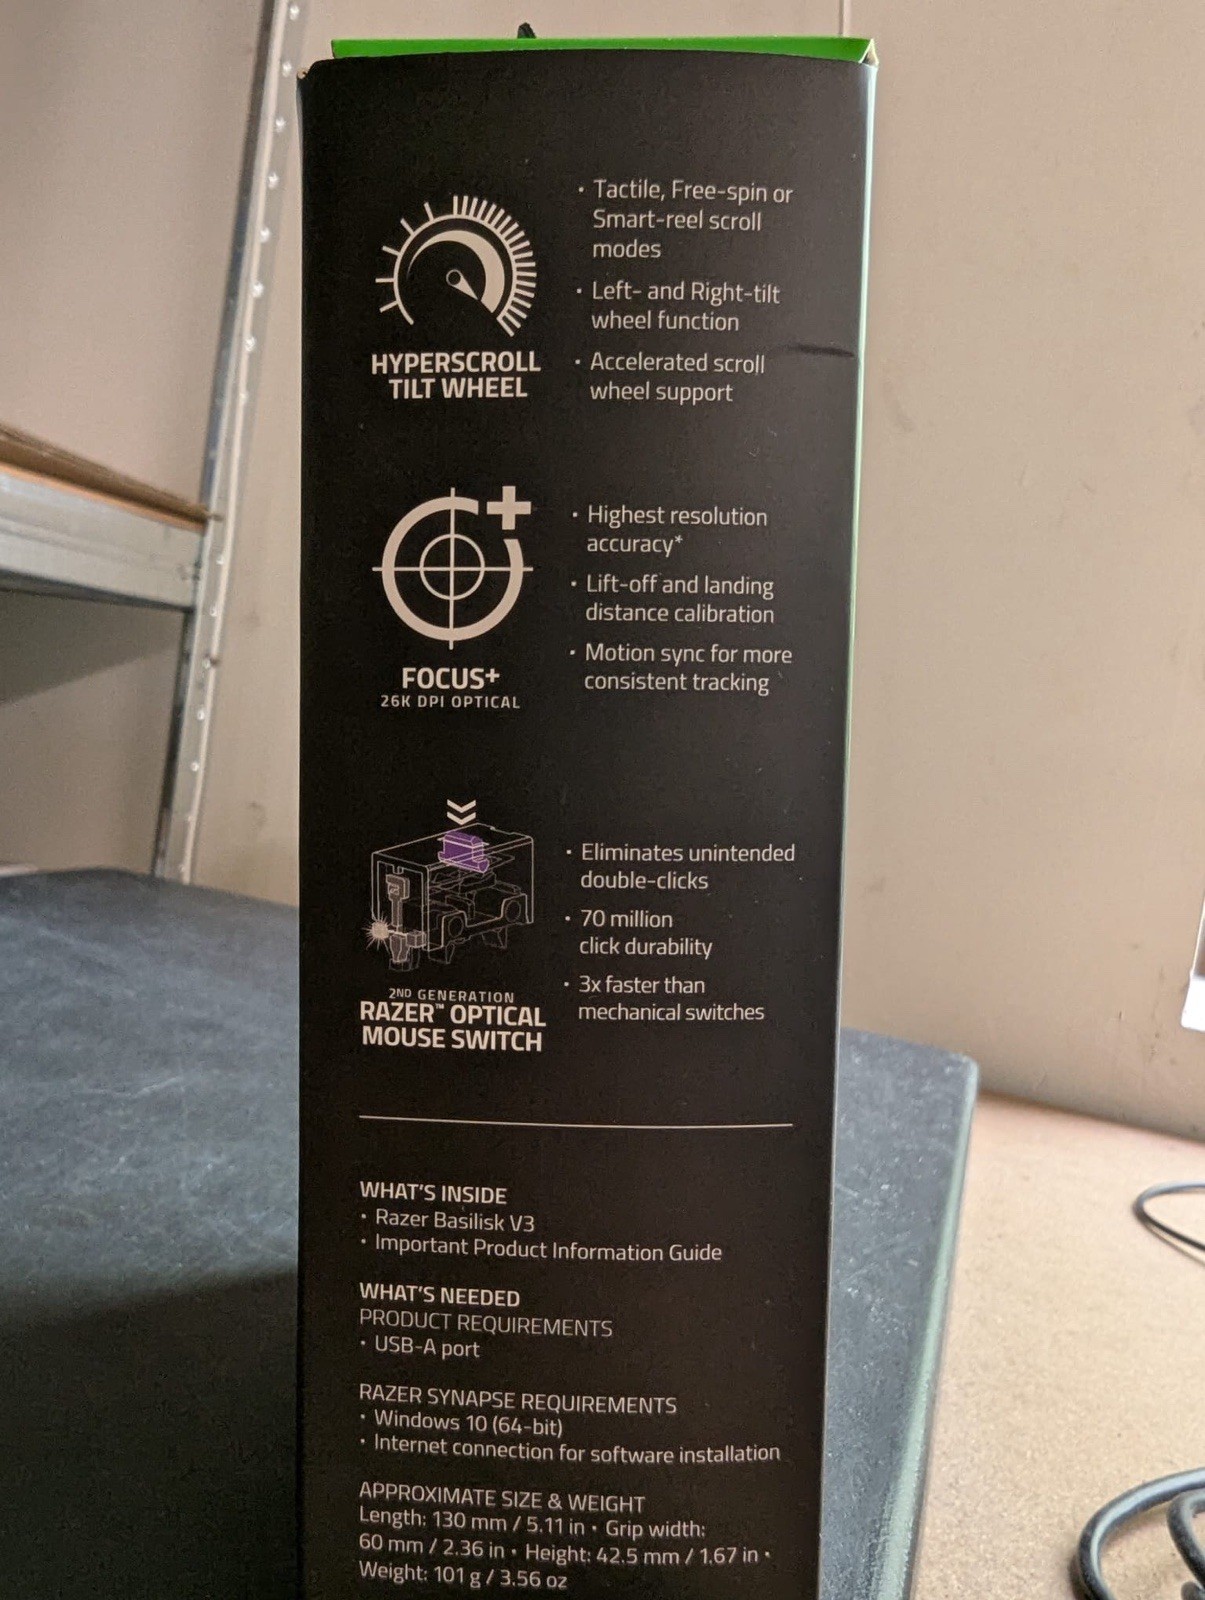 • Tactile, Free-spin or
Smart-reel scroll
modes
• Left- and Right-tilt
wheel function
• Accelerated scroll
wheel support
HYPERSCROLL
TILT WHEEL
• Highest resolution
accuracy*
• Lift-off and landing
distance calibration
• Motion sync for more
consistent tracking
FOCUS+
26K DPI OPTICAL
• Eliminates unintended
double-clicks
• 70 million
click durability
• 3x faster than
mechanical switches
2ND GENERATION
RAZER™ OPTICAL
MOUSE SWITCH
WHAT'S INSIDE
• Razer Basilisk V3
• Important Product Information Guide
WHAT'S NEEDED
PRODUCT REQUIREMENTS
• USB-A port
RAZER SYNAPSE REQUIREMENTS
• Windows 10 (64-bit)
• Internet connection for software installation
APPROXIMATE SIZE & WEIGHT
Length: 130 mm / 5.11 in • Grip width:
60 mm / 2.36 in • Height: 42.5 mm / 1.67 in •
Weight: 101 g / 3.56 oz